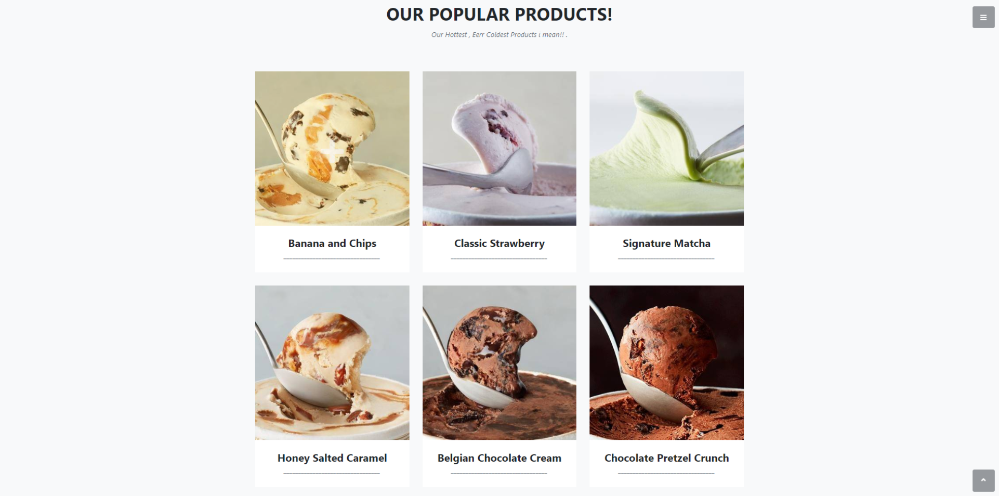 OUR POPULAR PRODUCTS!
Our Hottest , Eerr Coldest Products i mean!! .
Banana and Chips
Classic Strawberry
Signature Matcha
Honey Salted Caramel
Belgian Chocolate Cream
Chocolate Pretzel Crunch